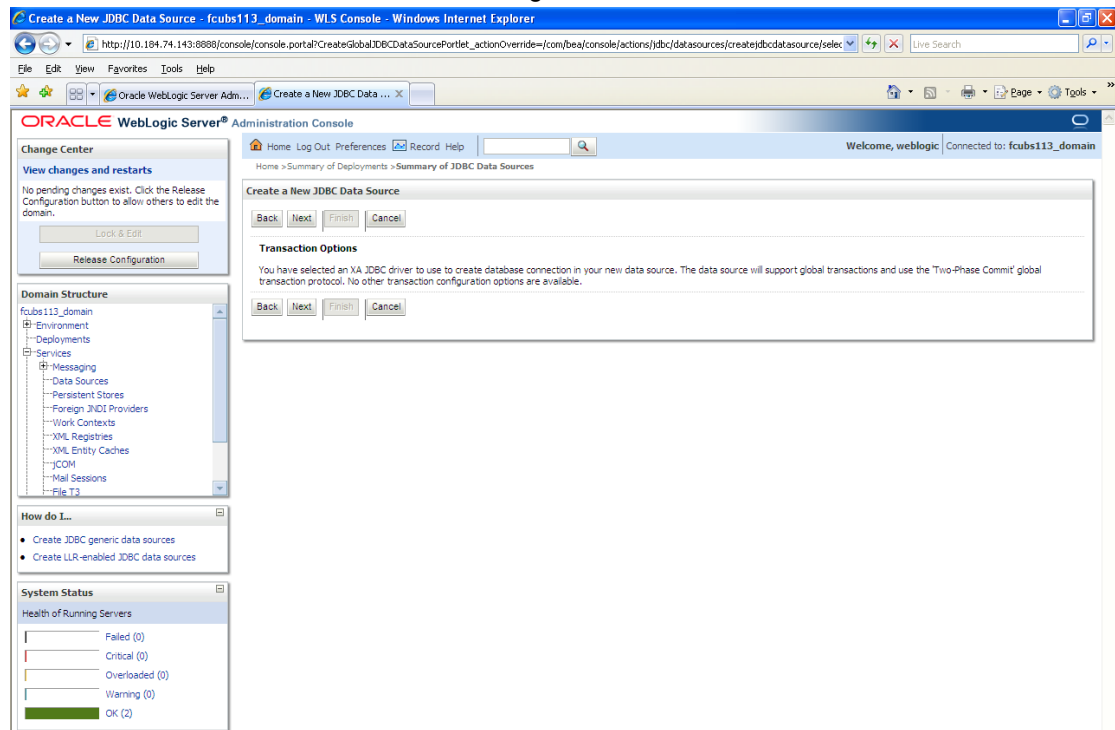 Create a New JDBC Data Source - fcubs113_domain - WLS Console - Windows Internet Explorer
http://10.184.74.143:8888/console/console.portal?CreateGlobalJDBCDataSourcePortlet_actionOverride=/com/bea/console/actions/jdbc/datasources/createjdbcdatasource/selec
Live Search
File Edit View Favorites Tools Help
Oracle WebLogic Server Adm...
Create a New JDBC Data ... X
Page
Tools
»
ORACLE WebLogic Server® Administration Console
Change Center
View changes and restarts
No pending changes exist. Click the Release
Configuration button to allow others to edit the
domain.
Lock & Edit
Release Configuration
Domain Structure
fcubs113_domain
Environment
Deployments
Services
Messaging
Data Sources
Persistent Stores
Foreign JNDI Providers
Work Contexts
XML Registries
XML Entity Caches
jCOM
Mail Sessions
File T3
How do I...
Create JDBC generic data sources
Create LLR-enabled JDBC data sources
System Status
Health of Running Servers
Failed (0)
Critical (0)
Overloaded (0)
Warning (0)
OK (2)
Home Log Out Preferences Record Help
Welcome, weblogic Connected to: fcubs113_domain
Home >Summary of Deployments >Summary of JDBC Data Sources
Create a New JDBC Data Source
Back Next Finish Cancel
Transaction Options
You have selected an XA JDBC driver to use to create database connection in your new data source. The data source will support global transactions and use the 'Two-Phase Commit' global
transaction protocol. No other transaction configuration options are available.
Back Next Finish Cancel